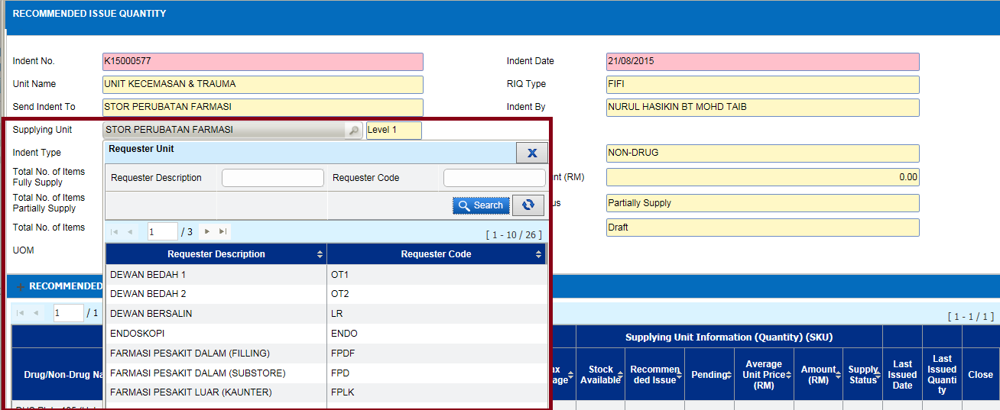 RECOMMENDED ISSUE QUANTITY
Indent No.
K15000577
Indent Date
21/08/2015
Unit Name
UNIT KECEMASAN & TRAUMA
RIQ Type
FIFI
Send Indent To
STOR PERUBATAN FARMASI
Indent By
NURUL HASIKIN BT MOHD TAIB
Supplying Unit
STOR PERUBATAN FARMASI
Level 1
Indent Type
Requester Unit
X
NON-DRUG
Total No. of Items
Fully Supply
Requester Description
Requester Code
(RM)
0.00
Total No. of Items
Partially Supply
Search
Partially Supply
Total No. of Items
1
/ 3
[ 1 - 10 / 26 ]
Draft
UOM
Requester Description
Requester Code
DEWAN BEDAH 1
OT1
RECOMMENDED
DEWAN BEDAH 2
OT2
1
/ 1
DEWAN BERSALIN
LR
[ 1 - 1 / 1 ]
ENDOSKOPI
ENDO
Supplying Unit Information (Quantity) (SKU)
FARMASI PESAKIT DALAM (FILLING)
FPDF
Drug/Non-Drug Na
FARMASI PESAKIT DALAM (SUBSTORE)
FPD
FARMASI PESAKIT LUAR (KAUNTER)
FPLK
Stock
Available
Recommen
ded Issue
Pending
Average
Unit Price
(RM)
Amount
(RM)
Supply
Status
Last
Issued
Date
Last
Issued
Quanti
ty
Close